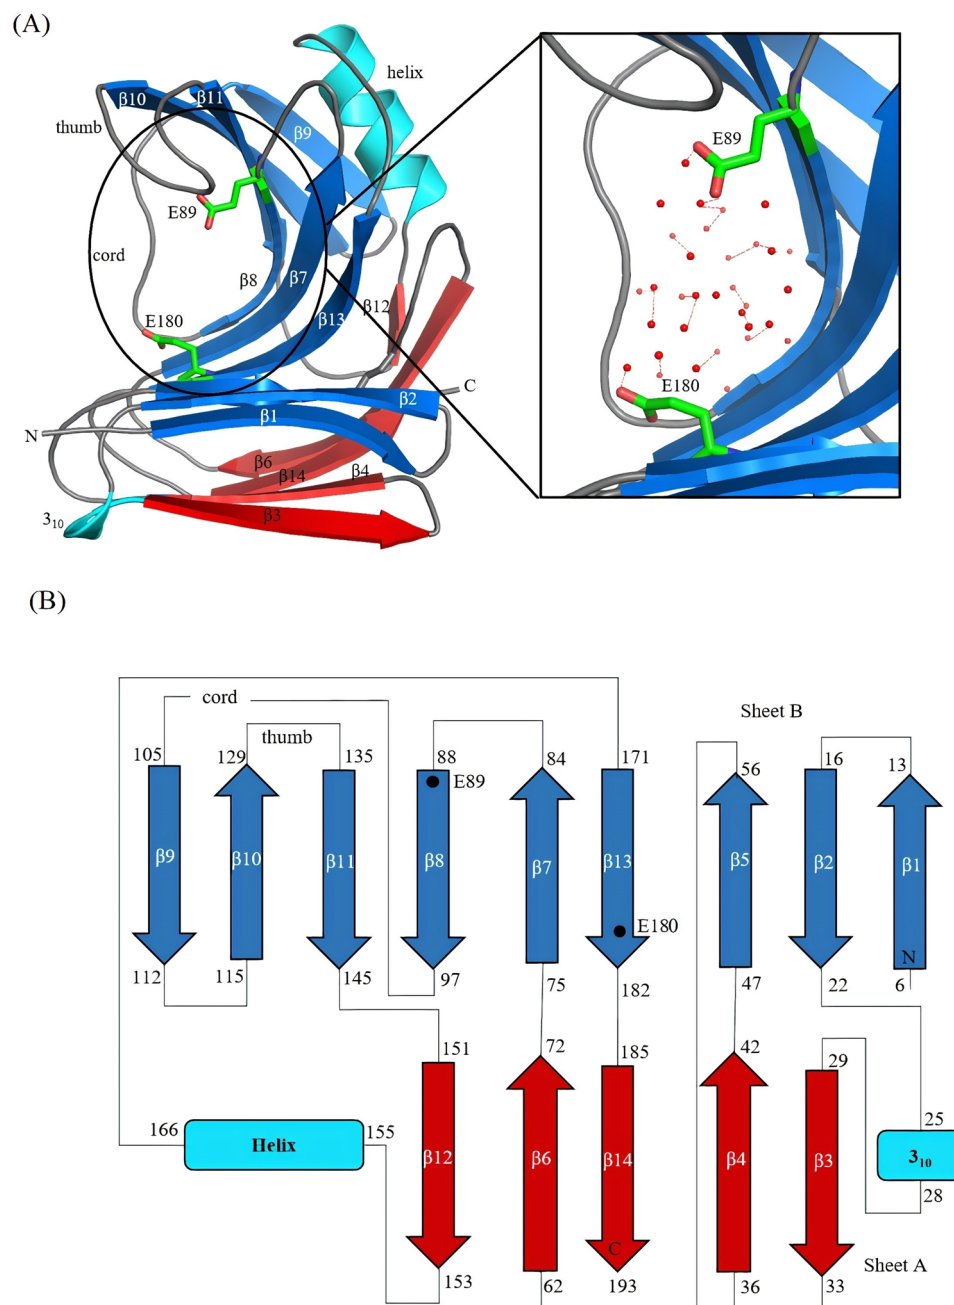 (A)
helix
β10
β11
thumb
β9
E89
E89
cord
β8
β7
β12
E180
β13
C
β2
E180
N
β1
β6
β4
β14
β3
3₁₀
(B)
cord
Sheet B
thumb
105
129
135
88
84
171
56
16
13
E89
β9
β10
β11
β8
β7
β13
β5
β2
β1
E180
N
112
115
145
97
75
182
47
22
6
151
72
185
42
29
25
166
Helix
155
β12
β6
β14
β4
β3
3₁₀
28
C
Sheet A
153
62
193
36
33